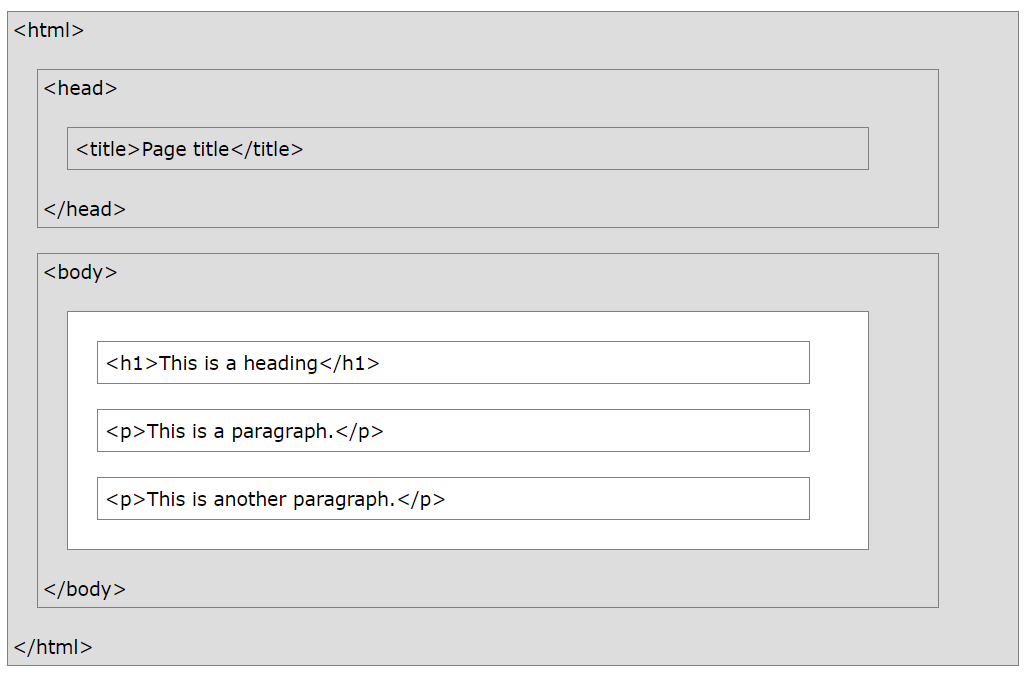 <html>
<head>
<title>Page title</title>
</head>
<body>
<h1>This is a heading</h1>
<p>This is a paragraph.</p>
<p>This is another paragraph.</p>
</body>
</html>